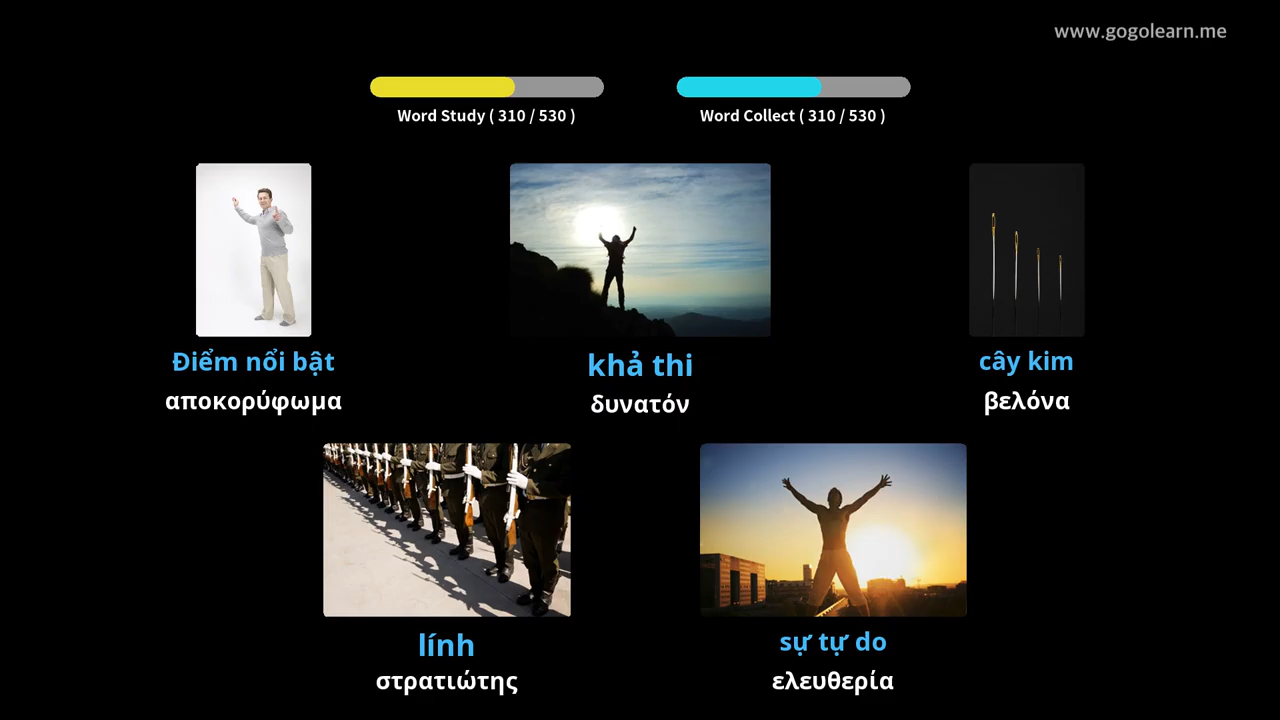 www.gogolearn.me
Word Study ( 310 / 530 )
Word Collect ( 310 / 530 )
Điểm nổi bật
αποκορύφωμα
khả thi
δυνατόν
cây kim
βελόνα
lính
στρατιώτης
sự tự do
ελευθερία